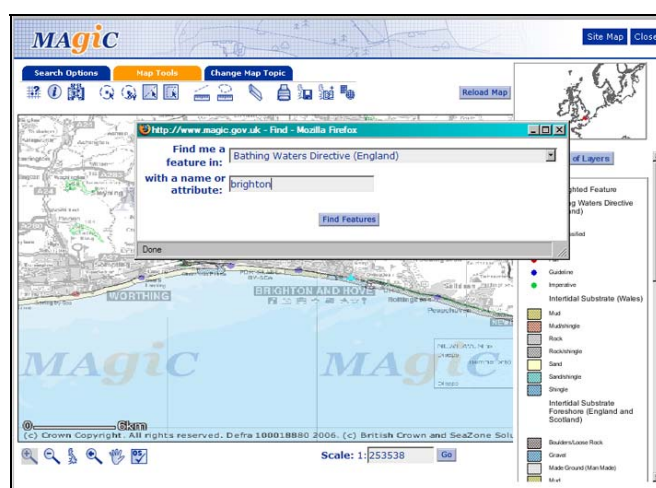 MAgiC
Site Map
Close
Search Options
Map Tools
Change Map Topic
Reload Map
http://www.magic.gov.uk - Find - Mozilla Firefox
Find me a feature in:
Bathing Waters Directive (England)
with a name or attribute:
brighton
Find Features
Done
of Layers
ghted Feature
ng Waters Directive
nd)
Guideline
Imperative
Intertidal Substrate (Wales)
Mud
Mud/shingle
Rock
Rock/shingle
Sand
Sand/shingle
Shingle
Intertidal Substrate
Foreshore (England and
Scotland)
Boulders/Loose Rock
Gravel
Made Ground (Man Made)
Mud
A24
WORTHING
BRIGHTON AND HOVE
MAgiC
MAgiC
0
6km
(c) Crown Copyright. All rights reserved. Defra 100018880 2006. (c) British Crown and SeaZone Solu
Scale: 1:
253538
Go